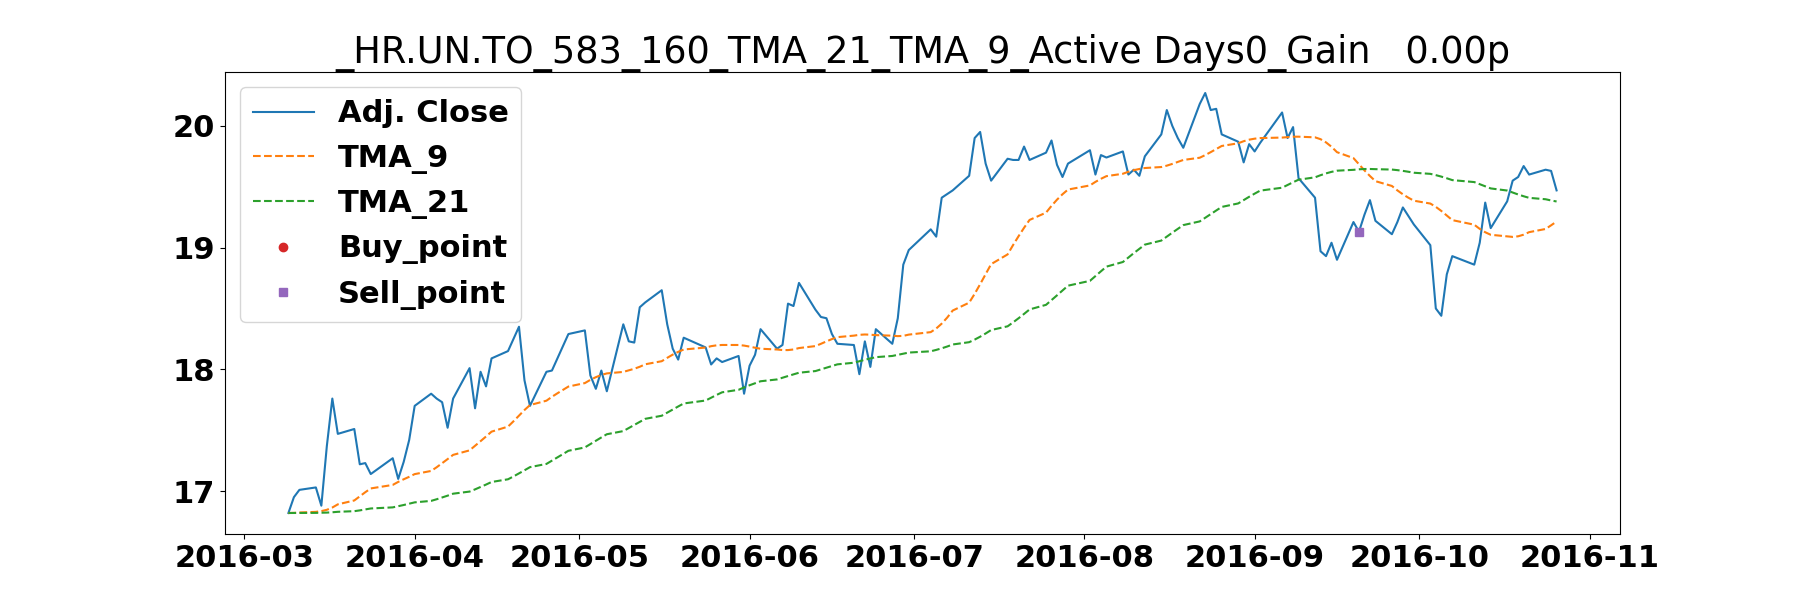 _HR.UN.TO_583_160_TMA_21_TMA_9_Active Days0_Gain   0.00p
Adj. Close
TMA_9
TMA_21
Buy_point
Sell_point
20
19
18
17
2016-03 2016-04 2016-05 2016-06 2016-07 2016-08 2016-09 2016-10 2016-11